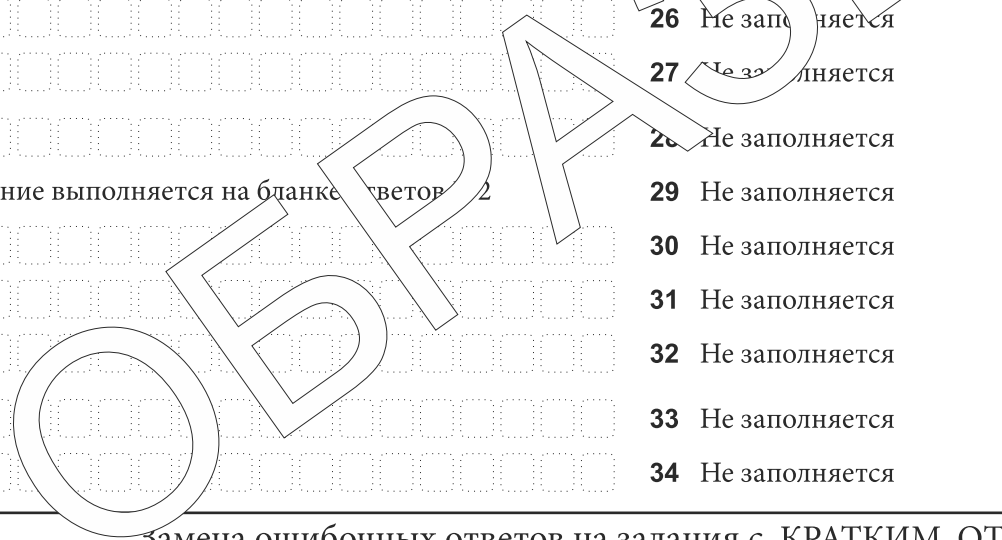 26 Не заполняется
27 Не заполняется
28 Не заполняется
ние выполняется на бланке ответов 2
29 Не заполняется
30 Не заполняется
31 Не заполняется
32 Не заполняется
33 Не заполняется
34 Не заполняется
Замена ошибочных ответов на задания с КРАТКИМ ОТ
ОБРАЗ